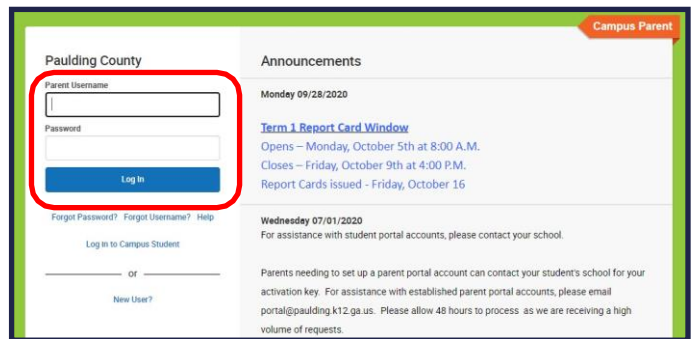 Campus Parent
Paulding County
Parent Username
Password
Log In
Forgot Password? Forgot Username? Help
Log in to Campus Student
or
New User?
Announcements
Monday 09/28/2020
Term 1 Report Card Window
Opens – Monday, October 5th at 8:00 A.M.
Closes – Friday, October 9th at 4:00 P.M.
Report Cards issued - Friday, October 16
Wednesday 07/01/2020
For assistance with student portal accounts, please contact your school.
Parents needing to set up a parent portal account can contact your student's school for your
activation key. For assistance with established parent portal accounts, please email
portal@paulding.k12.ga.us. Please allow 48 hours to process as we are receiving a high
volume of requests.